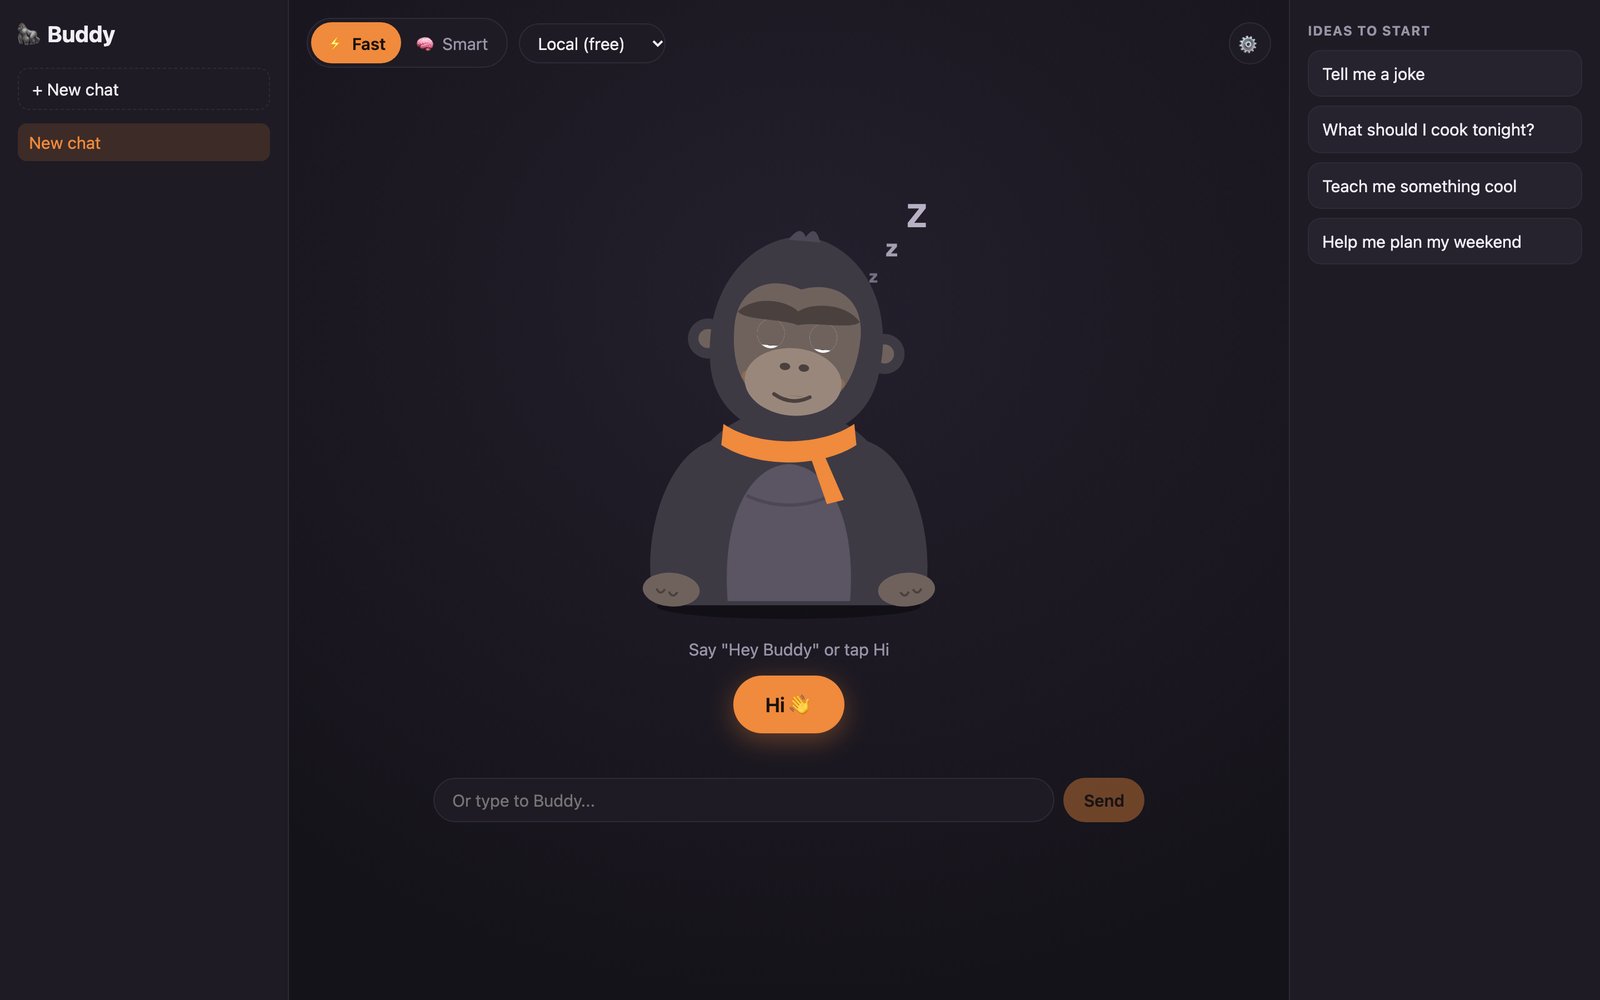 Buddy
+ New chat
New chat
Fast
Smart
Local (free)
z
z
z
Say "Hey Buddy" or tap Hi
Hi 👋
Or type to Buddy...
Send
IDEAS TO START
Tell me a joke
What should I cook tonight?
Teach me something cool
Help me plan my weekend